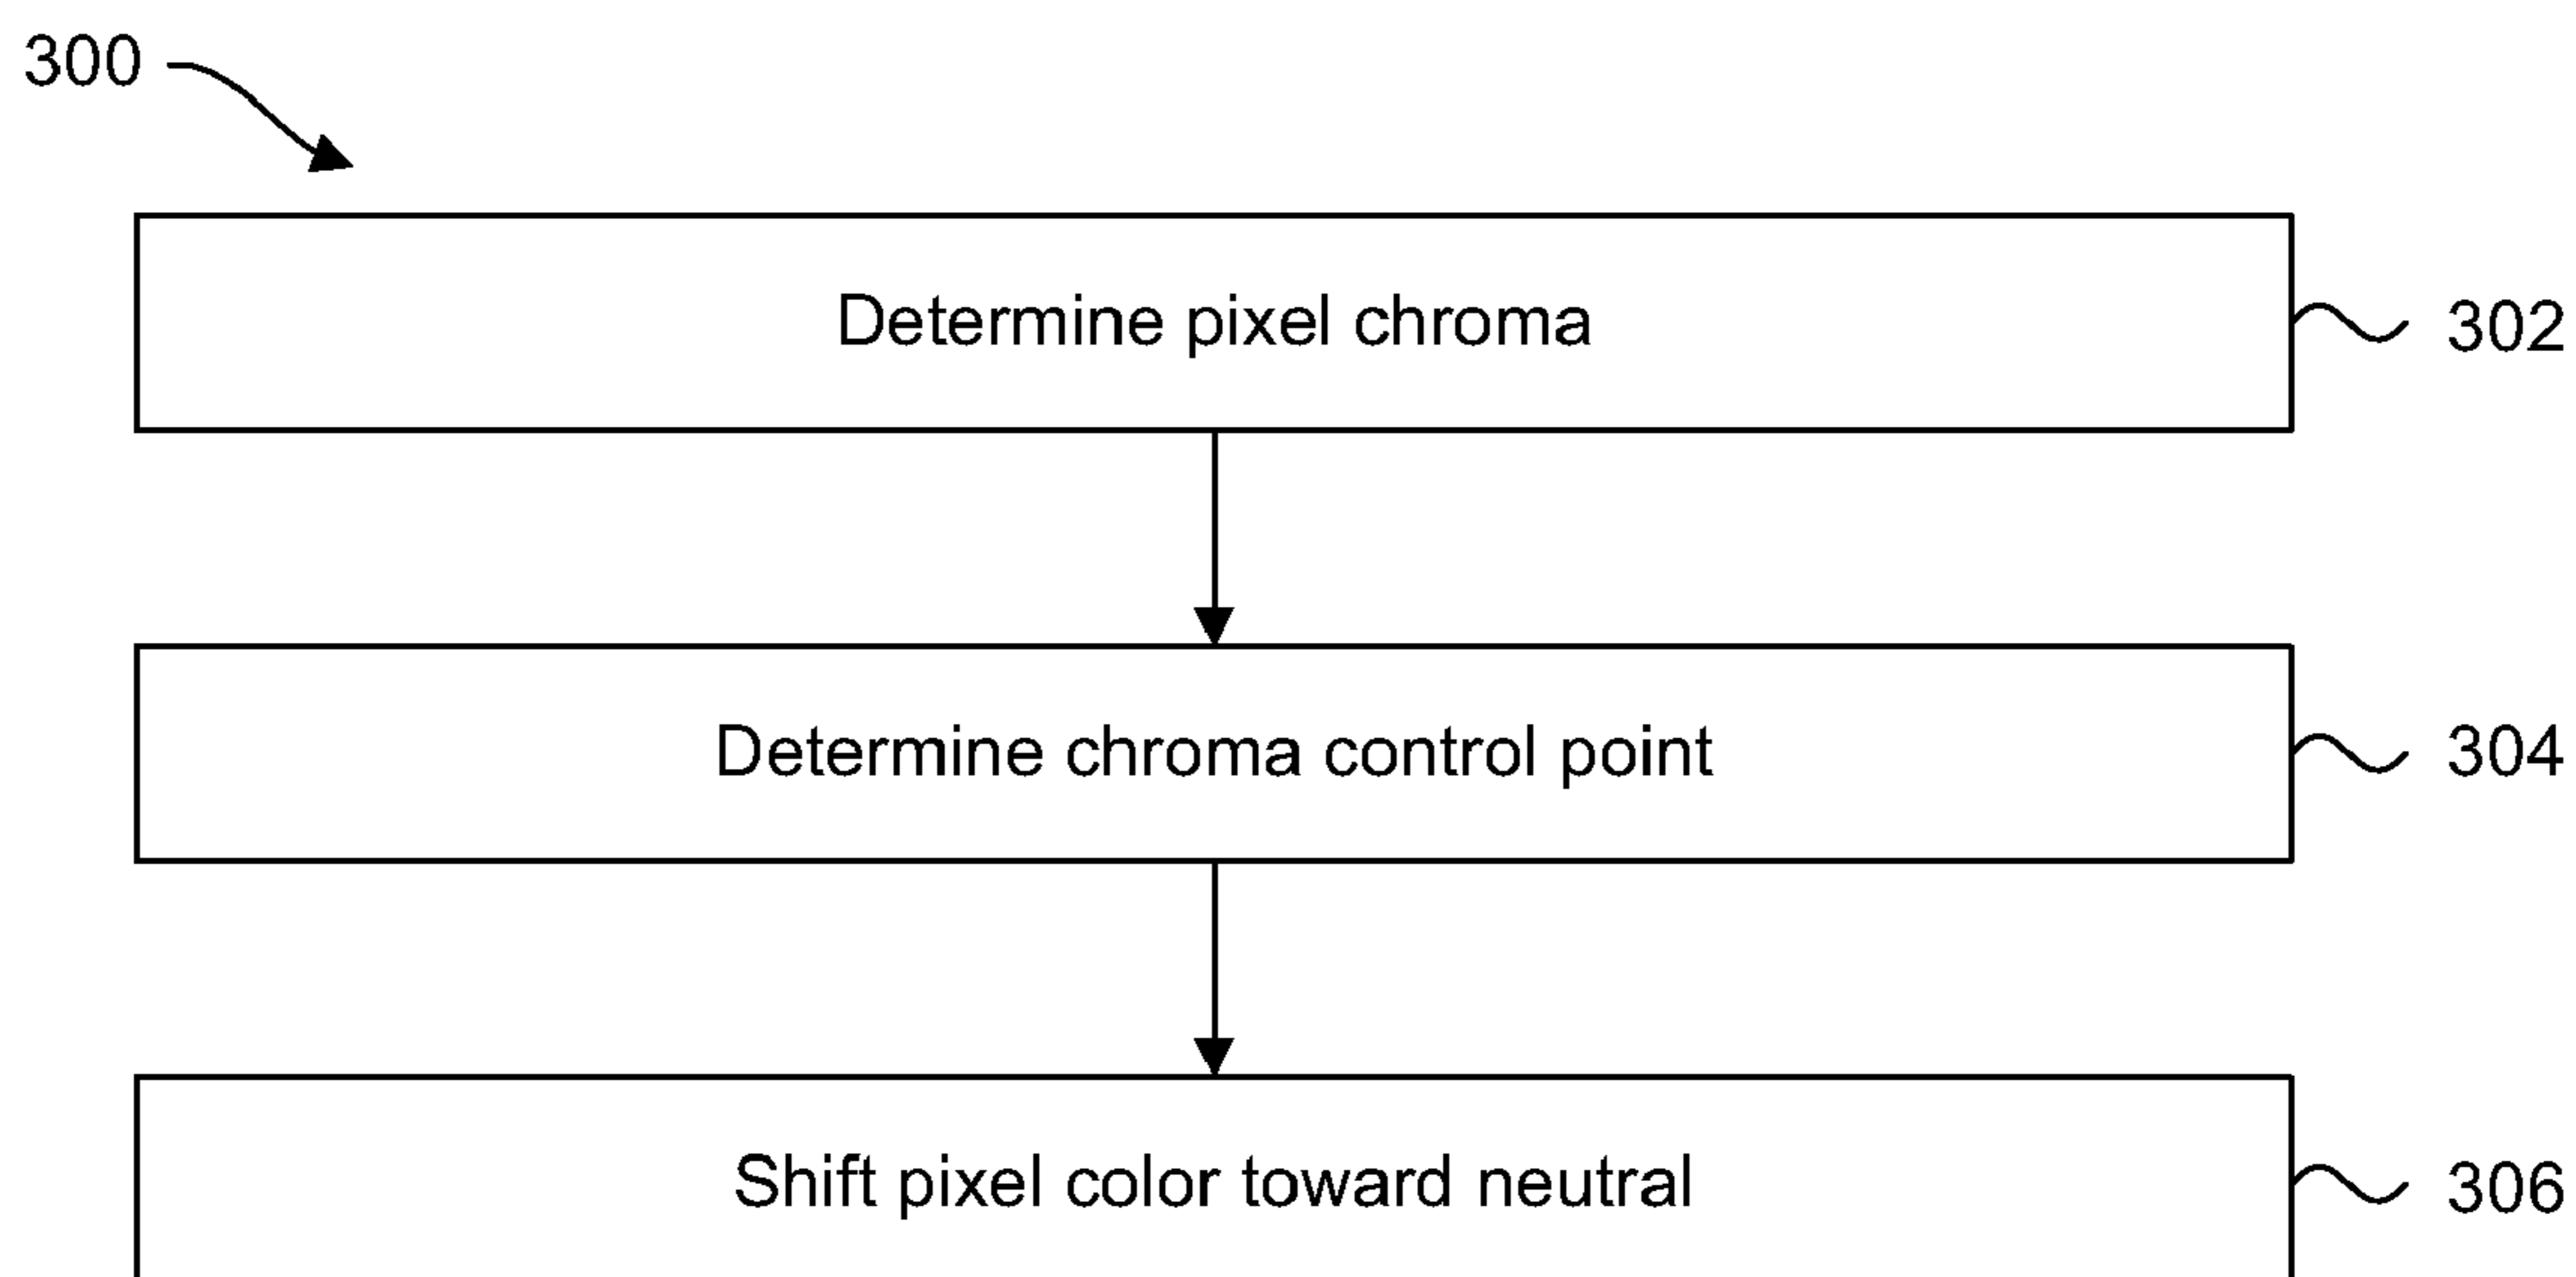 300
Determine pixel chroma
302
Determine chroma control point
304
Shift pixel color toward neutral
306